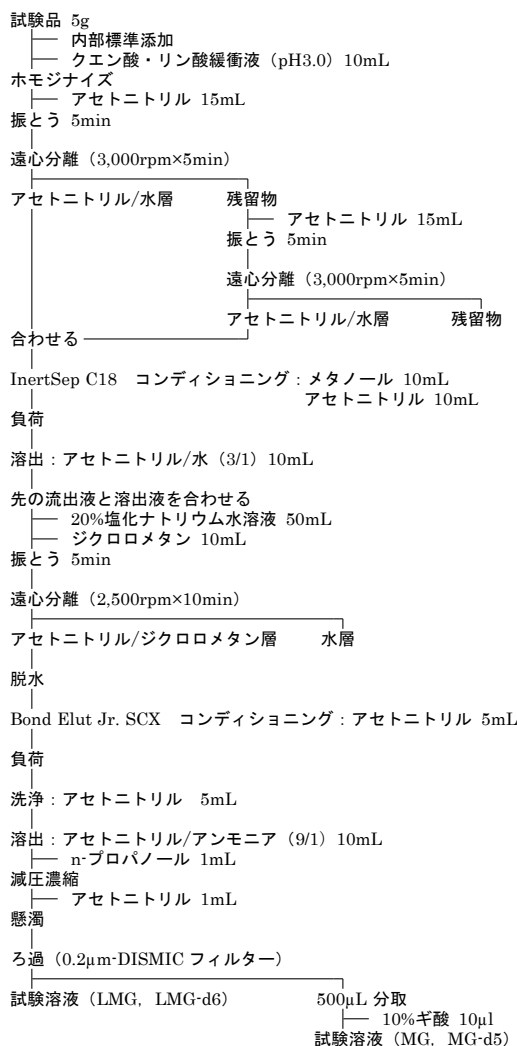 試験品 5g
内部標準添加
クエン酸・リン酸緩衝液（pH3.0）10mL
ホモジナイズ
アセトニトリル 15mL
振とう 5min
遠心分離（3,000rpm×5min）
アセトニトリル/水層 残留物
アセトニトリル 15mL
振とう 5min
遠心分離（3,000rpm×5min）
アセトニトリル/水層 残留物
合わせる
InertSep C18 コンディショニング：メタノール 10mL
アセトニトリル 10mL
負荷
溶出：アセトニトリル/水（3/1）10mL
先の流出液と溶出液を合わせる
20%塩化ナトリウム水溶液 50mL
ジクロロメタン 10mL
振とう 5min
遠心分離（2,500rpm×10min）
アセトニトリル/ジクロロメタン層 水層
脱水
Bond Elut Jr. SCX コンディショニング：アセトニトリル 5mL
負荷
洗浄：アセトニトリル 5mL
溶出：アセトニトリル/アンモニア（9/1）10mL
n-プロパノール 1mL
減圧濃縮
アセトニトリル 1mL
懸濁
ろ過（0.2µm-DISMIC フィルター）
試験溶液（LMG，LMG-d6） 500µL 分取
10%ギ酸 10µl
試験溶液（MG，MG-d5）